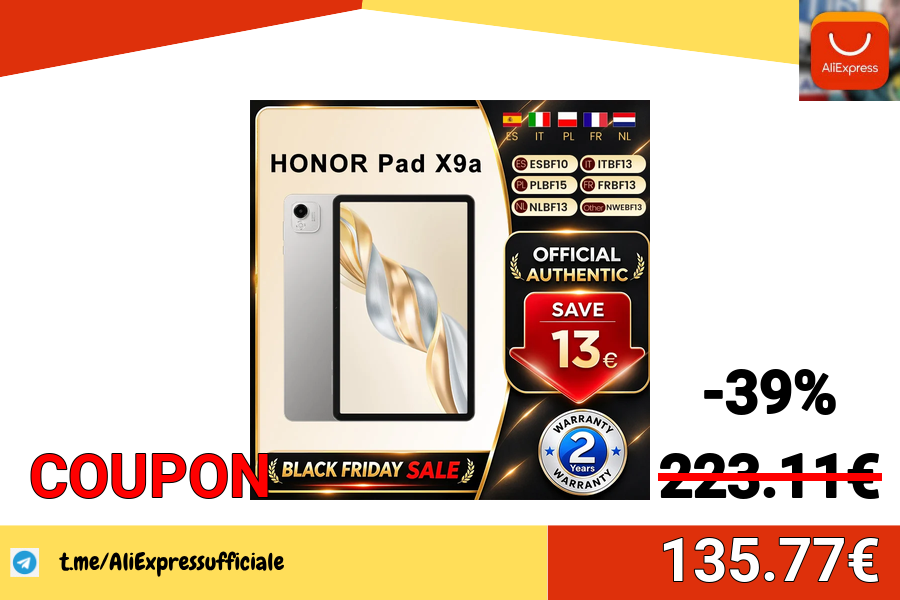 AliExpress
ES IT PL FR NL
HONOR Pad X9a
ES ESBF10 IT ITBF13
PL PLBF15 FR FRBF13
NL NLBF13 Other NWEBF13
OFFICIAL
AUTHENTIC
SAVE
13€
-39%
WARRANTY
2
Years
WARRANTY
COUPON
BLACK FRIDAY SALE
223.11€
t.me/AliExpressufficiale
135.77€